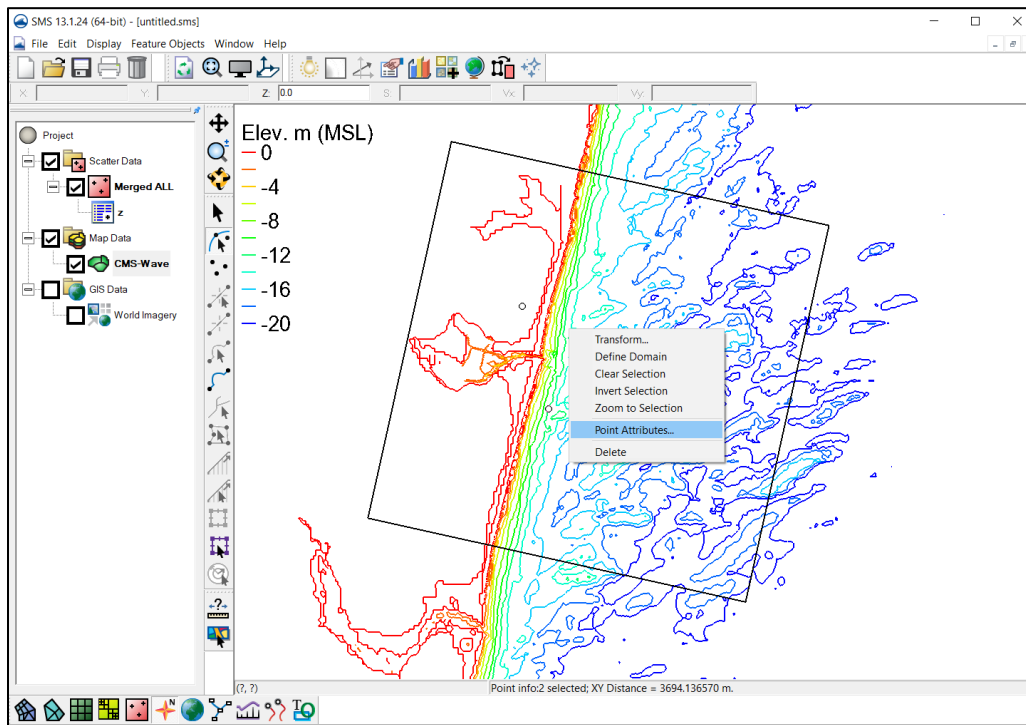 SMS 13.1.24 (64-bit) - [untitled.sms]
File Edit Display Feature Objects Window Help
X: Y: Z: 0.0 S: Vx: Vy:
Project
Scatter Data
Merged ALL
z
Map Data
CMS-Wave
GIS Data
World Imagery
Elev. m (MSL)
0
-4
-8
-12
-16
-20
Transform...
Define Domain
Clear Selection
Invert Selection
Zoom to Selection
Point Attributes...
Delete
(?, ?) Point info:2 selected; XY Distance = 3694.136570 m.